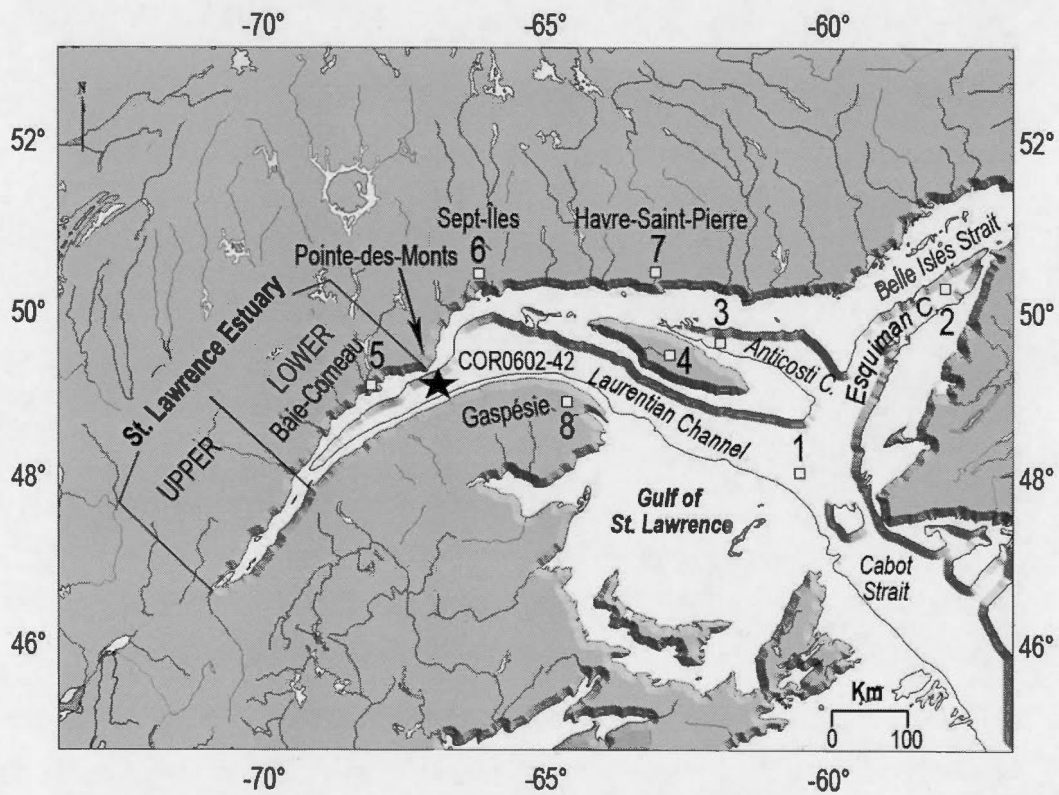 -70°
-65°
-60°
N
52°
52°
Sept-Îles
Havre-Saint-Pierre
6
7
Pointe-des-Monts
Belle Isle Strait
50°
50°
St. Lawrence Estuary
3
2
LOWER
Baie-Comeau
5
4
COR0602-42
Anticosti C.
Esquiman C.
Laurentian Channel
Gaspésie
8
UPPER
1
48°
48°
Gulf of
St. Lawrence
Cabot
Strait
46°
46°
Km
0
100
-70°
-65°
-60°